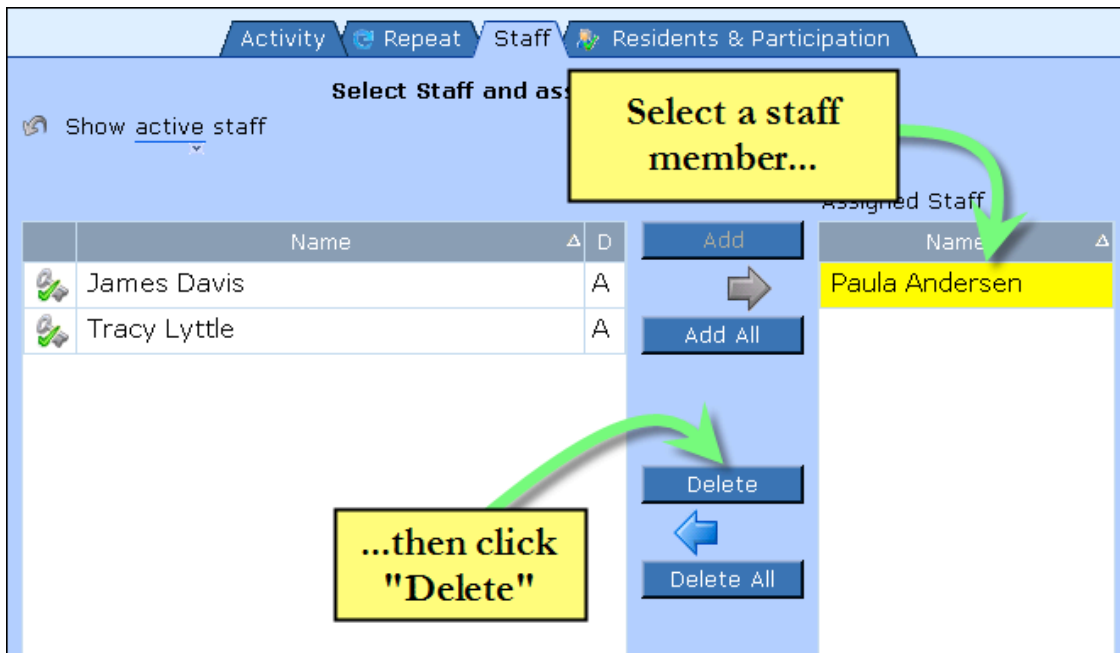 Activity Repeat Staff Residents & Participation
Select Staff and
Show active staff
Select a staff
member...
Assigned Staff
Name D Add Name
James Davis A Paula Andersen
Tracy Lyttle A Add All
Delete
...then click
"Delete"
Delete All